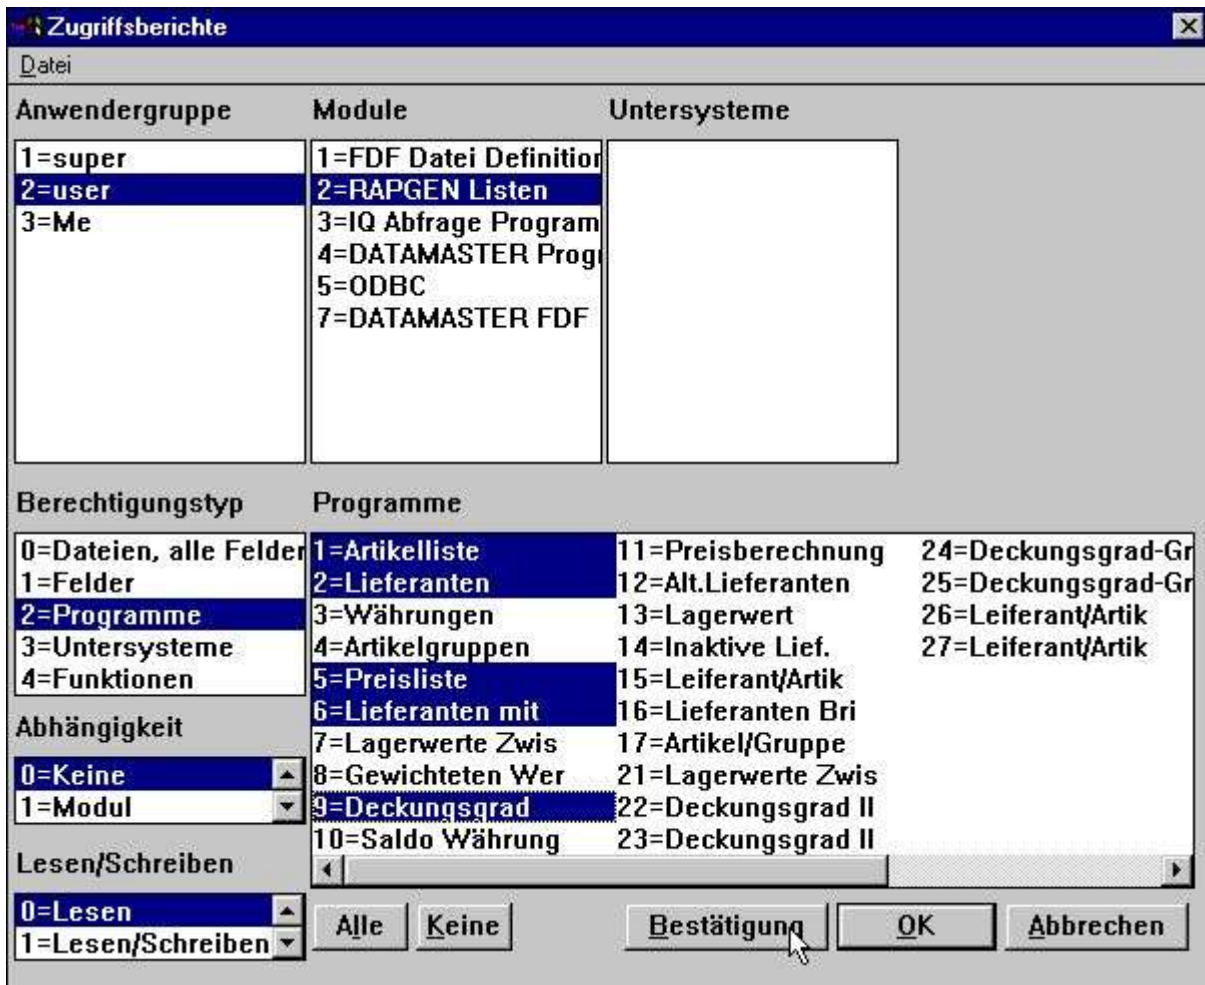 Zugriffsberichte
Datei
Anwendergruppe
1=super
2=user
3=Me
Module
1=FDF Datei Definition
2=RAPGEN Listen
3=IQ Abfrage Program
4=DATAMASTER Progr
5=ODBC
7=DATAMASTER FDF
Untersysteme
Berechtigungstyp
0=Dateien, alle Felder
1=Felder
2=Programme
3=Untersysteme
4=Funktionen
Abhängigkeit
0=Keine
1=Modul
Lesen/Schreiben
0=Lesen
1=Lesen/Schreiben
Programme
1=Artikelliste
2=Lieferanten
3=Währungen
4=Artikelgruppen
5=Preisliste
6=Lieferanten mit
7=Lagerwerte Zwis
8=Gewichteten Wer
9=Deckungsgrad
10=Saldo Währung
11=Preisberechnung
12=Alt.Lieferanten
13=Lagerwert
14=Inaktive Lief.
15=Leiferant/Artik
16=Lieferanten Bri
17=Artikel/Gruppe
21=Lagerwerte Zwis
22=Deckungsgrad II
23=Deckungsgrad II
24=Deckungsgrad-Gr
25=Deckungsgrad-Gr
26=Leiferant/Artik
27=Leiferant/Artik
Alle
Keine
Bestätigung
OK
Abbrechen